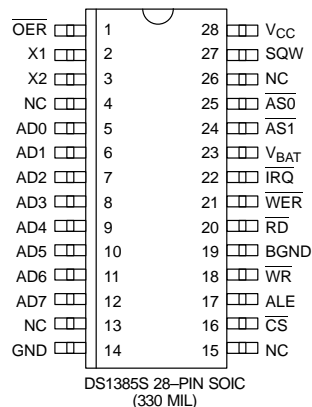 OER 1 28 VCC
X1 2 27 SQW
X2 3 26 NC
NC 4 25 AS0
AD0 5 24 AS1
AD1 6 23 VBAT
AD2 7 22 IRQ
AD3 8 21 WER
AD4 9 20 RD
AD5 10 19 BGND
AD6 11 18 WR
AD7 12 17 ALE
NC 13 16 CS
GND 14 15 NC
DS1385S 28–PIN SOIC
(330 MIL)